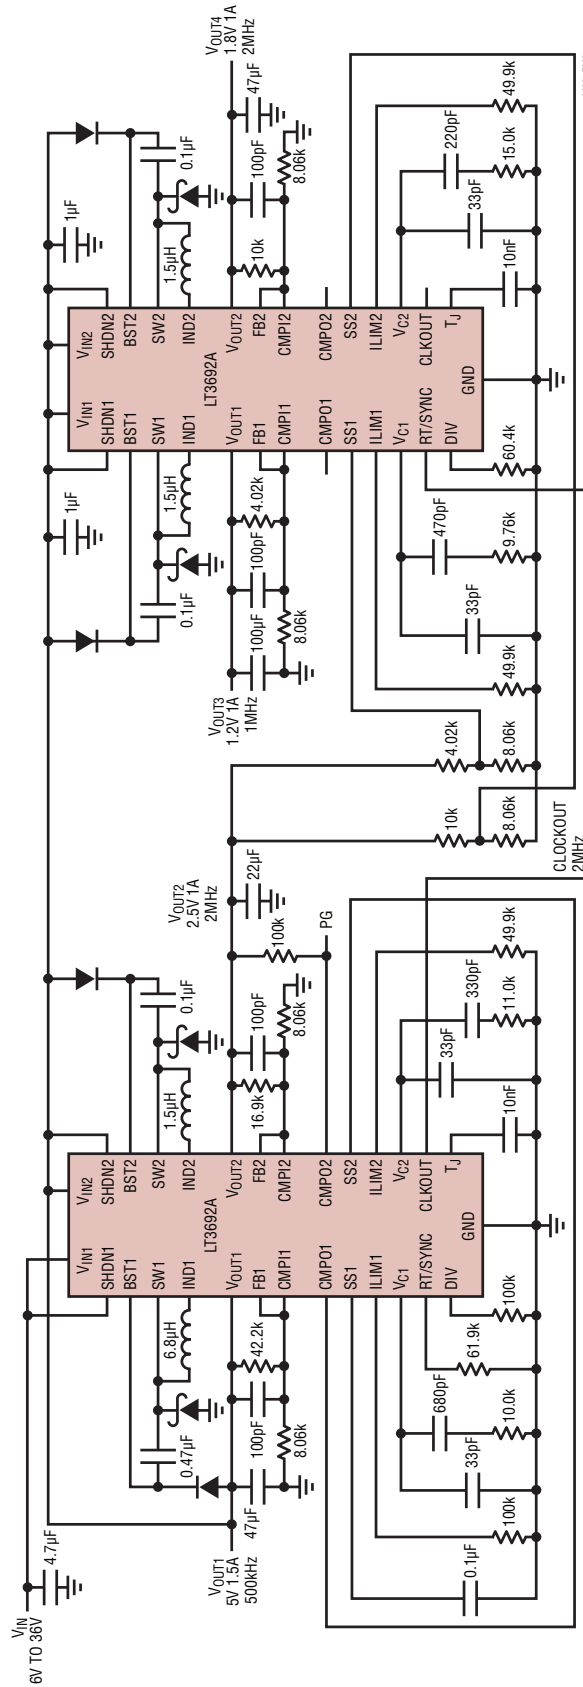 VIN
6V TO 36V
4.7µF
VOUT1
5V 1.5A
500kHz
47µF
0.47µF
6.8µH
100pF
42.2k
8.06k
0.1µF
100k
33pF
680pF
10.0k
61.9k
100k
VIN1
VIN2
SHDN1
SHDN2
BST1
BST2
SW1
SW2
IND1
IND2
LT3692A
VOUT1
VOUT2
FB1
FB2
CMPI1
CMPI2
CMPO1
CMPO2
SS1
SS2
ILIM1
ILIM2
VC1
VC2
RT/SYNC
CLKOUT
DIV
TJ
GND
1.5µH
0.1µF
16.9k
100pF
8.06k
100k
22µF
VOUT2
2.5V 1A
2MHz
PG
10nF
33pF
330pF
11.0k
49.9k
CLOCKOUT
2MHz
10k
8.06k
4.02k
8.06k
VOUT3
1.2V 1A
1MHz
100µF
0.1µF
1µF
1.5µH
100pF
4.02k
8.06k
49.9k
33pF
470pF
9.76k
60.4k
VIN1
VIN2
SHDN1
SHDN2
BST1
BST2
SW1
SW2
IND1
IND2
LT3692A
VOUT1
VOUT2
FB1
FB2
CMPI1
CMPI2
CMPO1
CMPO2
SS1
SS2
ILIM1
ILIM2
VC1
VC2
RT/SYNC
CLKOUT
DIV
TJ
GND
1µF
1.5µH
0.1µF
10k
100pF
8.06k
47µF
VOUT4
1.8V 1A
2MHz
10nF
33pF
220pF
15.0k
49.9k